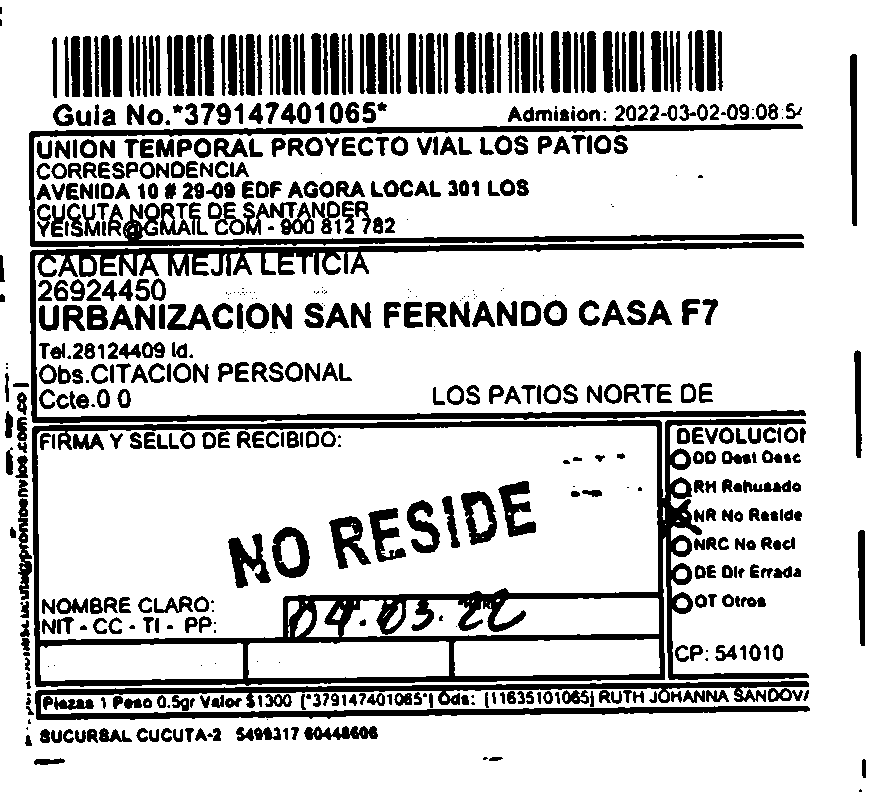 Guia No.*379147401065* Admision: 2022-03-02-09:08:54
UNION TEMPORAL PROYECTO VIAL LOS PATIOS
CORRESPONDENCIA
AVENIDA 10 # 29-09 EDF AGORA LOCAL 301 LOS
CUCUTA NORTE DE SANTANDER
YEISMIR@GMAIL COM - 900 812 782
CADENA MEJIA LETICIA
26924450
URBANIZACION SAN FERNANDO CASA F7
Tel.28124409 Id.
Obs.CITACION PERSONAL
Ccte.0 0 LOS PATIOS NORTE DE
FIRMA Y SELLO DE RECIBIDO:
NO RESIDE
NOMBRE CLARO:
NIT - CC - TI - PP:
04.03.22
DEVOLUCION
DD Dest Desc
RH Rehusado
NR No Reside
NRC No Recl
DE Dir Errada
OT Otros
CP: 541010
Piezas 1 Peso 0.5gr Valor $1300 [*379147401065*] Ods: [11635101065] RUTH JOHANNA SANDOVA
SUCURSAL CUCUTA-2 5499317 60448606